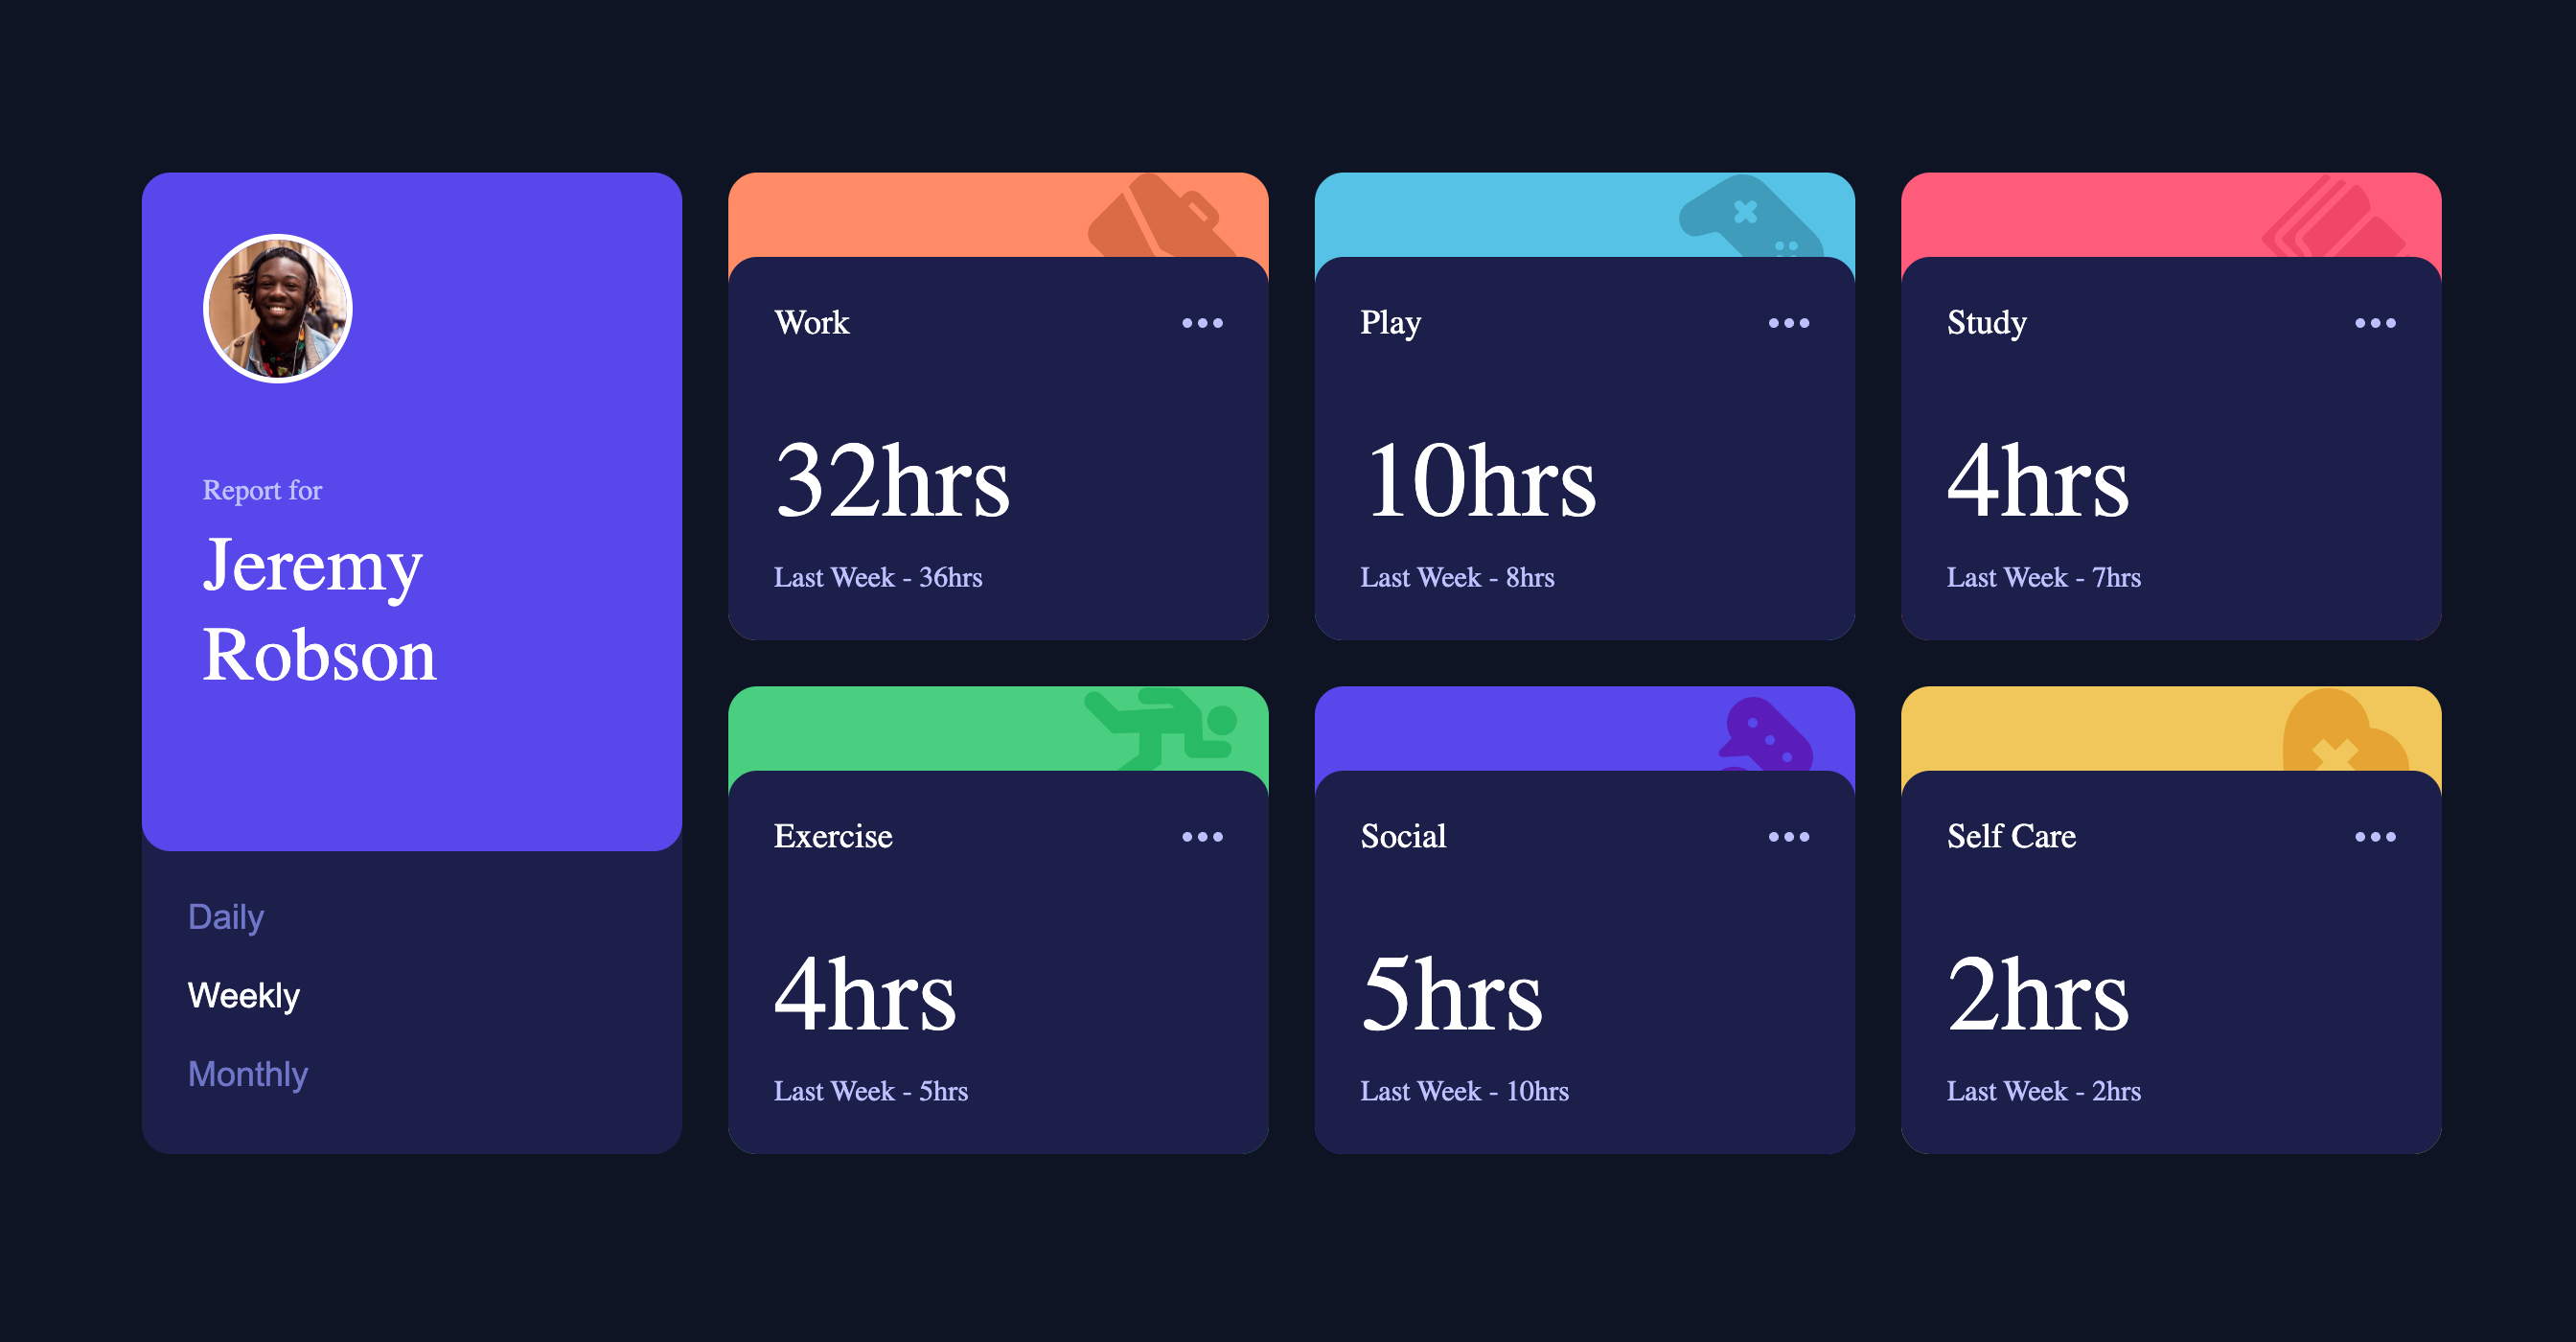 Report for
Jeremy
Robson
Daily
Weekly
Monthly
Work
32hrs
Last Week - 36hrs
Play
10hrs
Last Week - 8hrs
Study
4hrs
Last Week - 7hrs
Exercise
4hrs
Last Week - 5hrs
Social
5hrs
Last Week - 10hrs
Self Care
2hrs
Last Week - 2hrs